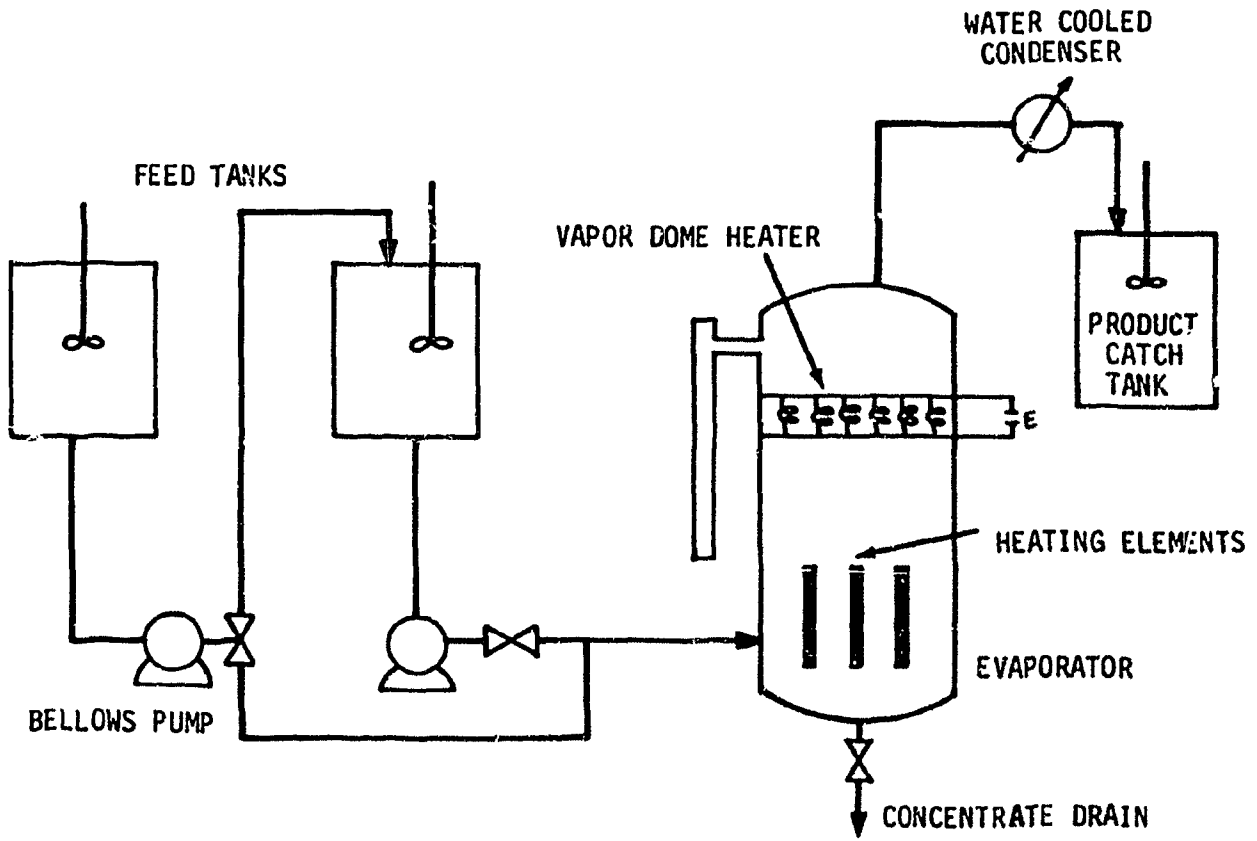 WATER COOLED
CONDENSER
FEED TANKS
VAPOR DOME HEATER
PRODUCT
CATCH
TANK
E
HEATING ELEMENTS
EVAPORATOR
BELLOWS PUMP
CONCENTRATE DRAIN